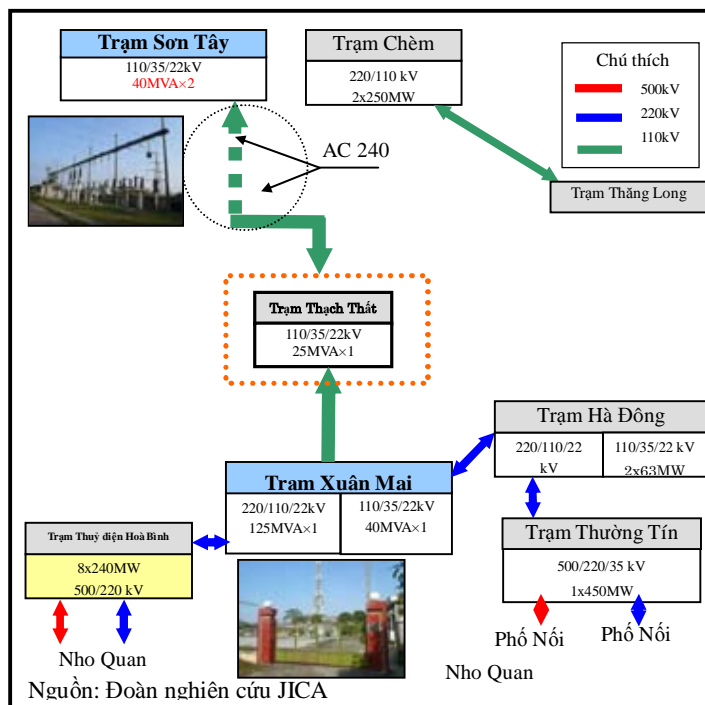 Trạm Sơn Tây
110/35/22kV
40MVA×2
Trạm Chèm
220/110 kV
2x250MW
Chú thích
500kV
220kV
110kV
AC 240
Trạm Thăng Long
Trạm Thạch Thất
110/35/22kV
25MVA×1
Trạm Hà Đông
220/110/22
kV
110/35/22 kV
2x63MW
Tram Xuân Mai
220/110/22kV
125MVA×1
110/35/22kV
40MVA×1
Trạm Thuỷ diện Hoà Bình
8x240MW
500/220 kV
Trạm Thường Tín
500/220/35 kV
1x450MW
Phố Nối
Phố Nối
Nho Quan
Nho Quan
Nguồn: Đoàn nghiên cứu JICA